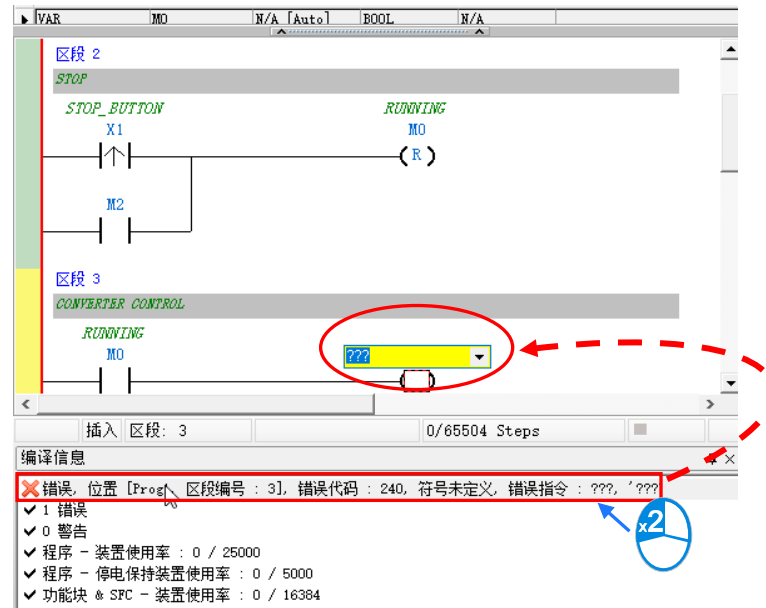 VAR M0 N/A [Auto] BOOL N/A
区段 2
STOP
STOP_BUTTON RUNNING
X1 M0
R
M2
区段 3
CONVERTER CONTROL
RUNNING
M0 ???
插入 区段: 3 0/65504 Steps
编译信息
错误, 位置 [Prog, 区段编号 : 3], 错误代码 : 240, 符号未定义, 错误指令 : ???, '???
1 错误
0 警告
程序 - 装置使用率 : 0 / 25000
程序 - 停电保持装置使用率 : 0 / 5000
功能块 & SFC - 装置使用率 : 0 / 16384
x2